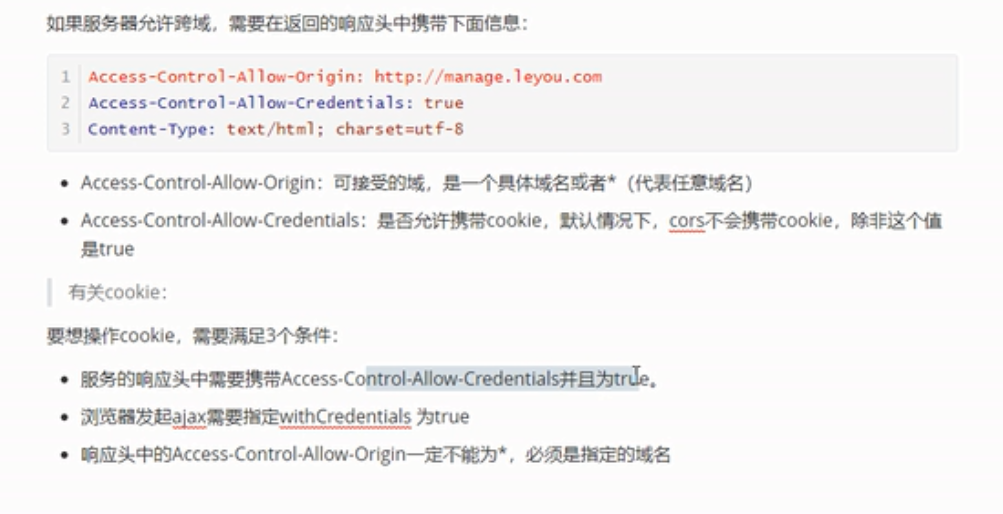 如果服务器允许跨域，需要在返回的响应头中携带下面信息：
1 Access-Control-Allow-Origin: http://manage.leyou.com
2 Access-Control-Allow-Credentials: true
3 Content-Type: text/html; charset=utf-8
• Access-Control-Allow-Origin：可接受的域，是一个具体域名或者*（代表任意域名）
• Access-Control-Allow-Credentials：是否允许携带cookie，默认情况下，cors不会携带cookie，除非这个值
是true
有关cookie：
要想操作cookie，需要满足3个条件：
• 服务的响应头中需要携带Access-Control-Allow-Credentials并且为true。
• 浏览器发起ajax需要指定withCredentials 为true
• 响应头中的Access-Control-Allow-Origin一定不能为*，必须是指定的域名